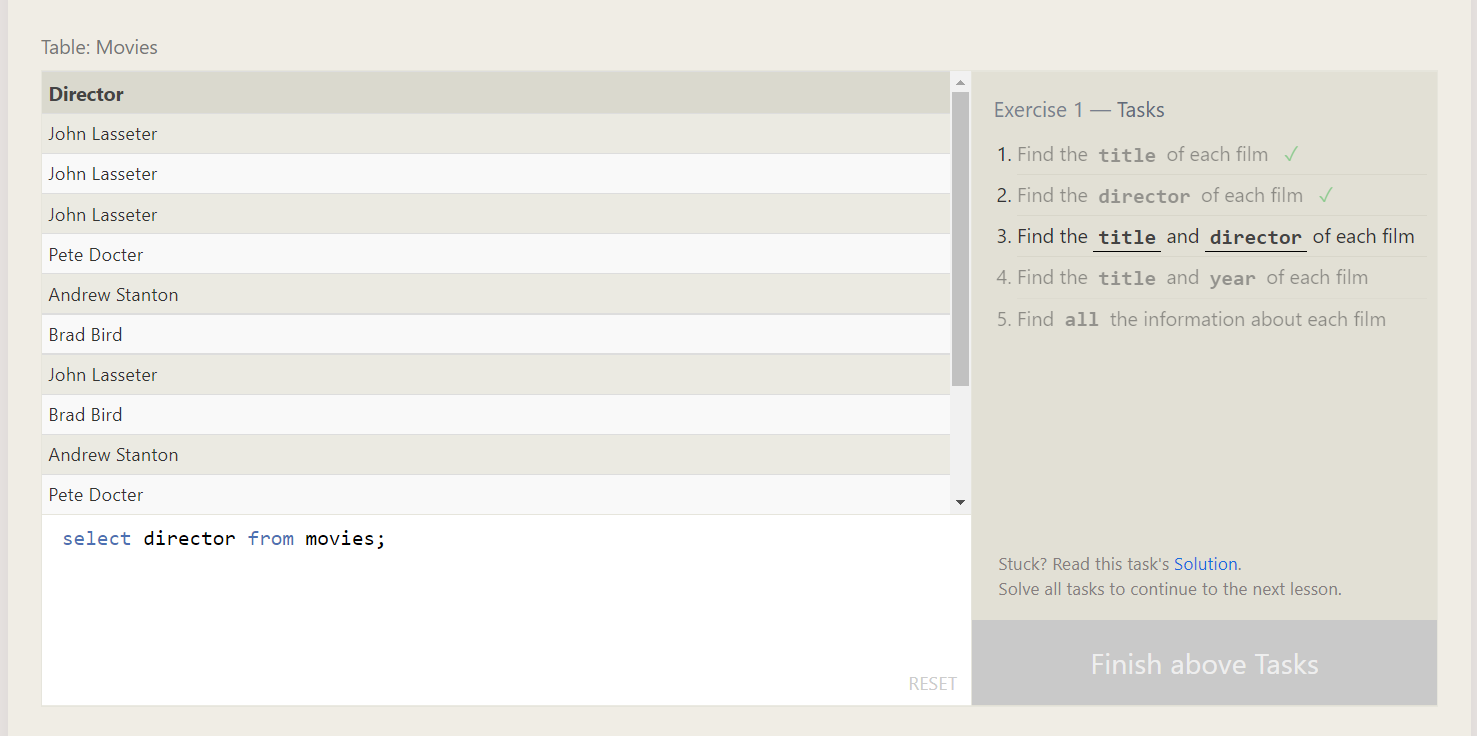 Table: Movies
Director
John Lasseter
John Lasseter
John Lasseter
Pete Docter
Andrew Stanton
Brad Bird
John Lasseter
Brad Bird
Andrew Stanton
Pete Docter
select director from movies;
RESET
Exercise 1 — Tasks
1. Find the title of each film ✓
2. Find the director of each film ✓
3. Find the title and director of each film
4. Find the title and year of each film
5. Find all the information about each film
Stuck? Read this task's Solution.
Solve all tasks to continue to the next lesson.
Finish above Tasks